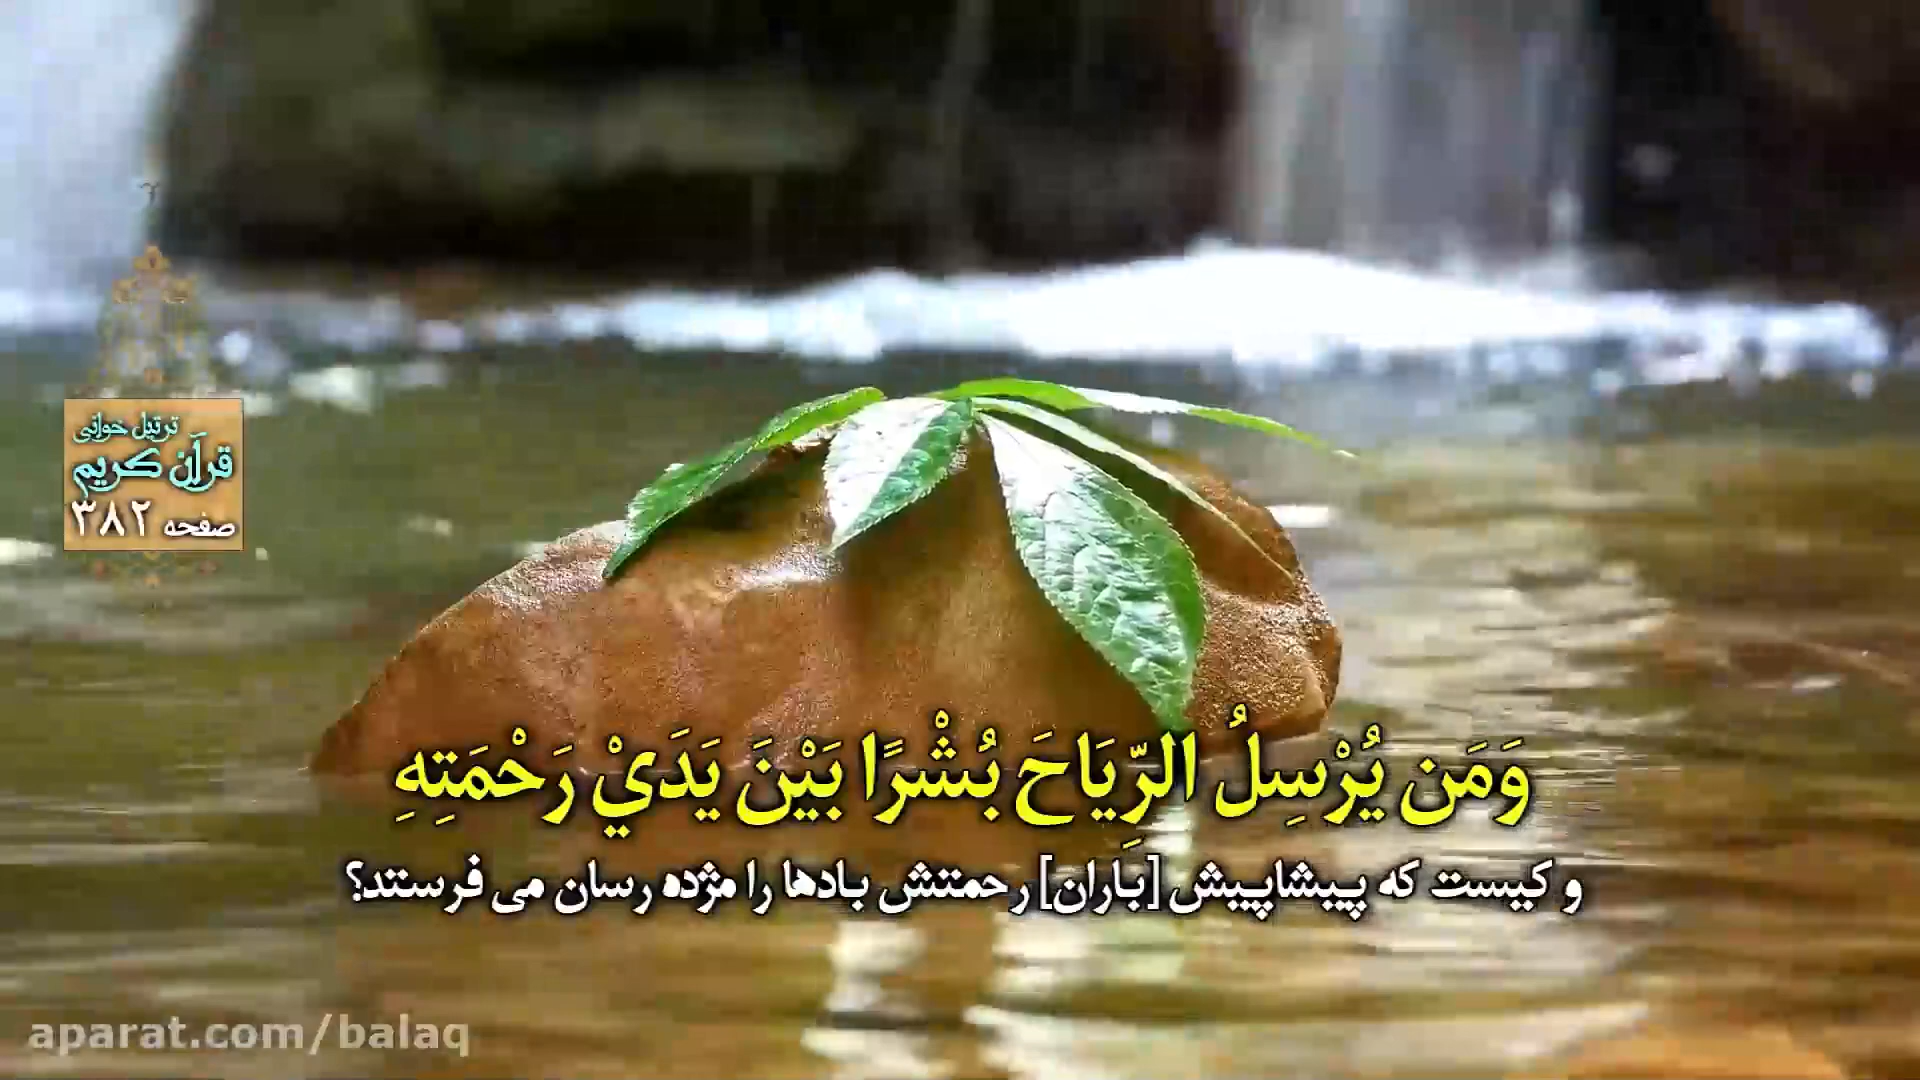 ترتیل خوانی
قرآن کریم
صفحه ۳۸۲
وَمَن يُرْسِلُ الرِّيَاحَ بُشْرًا بَيْنَ يَدَيْ رَحْمَتِهِ
و کیست که پیشاپیش [باران] رحمتش بادها را مژده رسان می فرستد؟
aparat.com/balaq